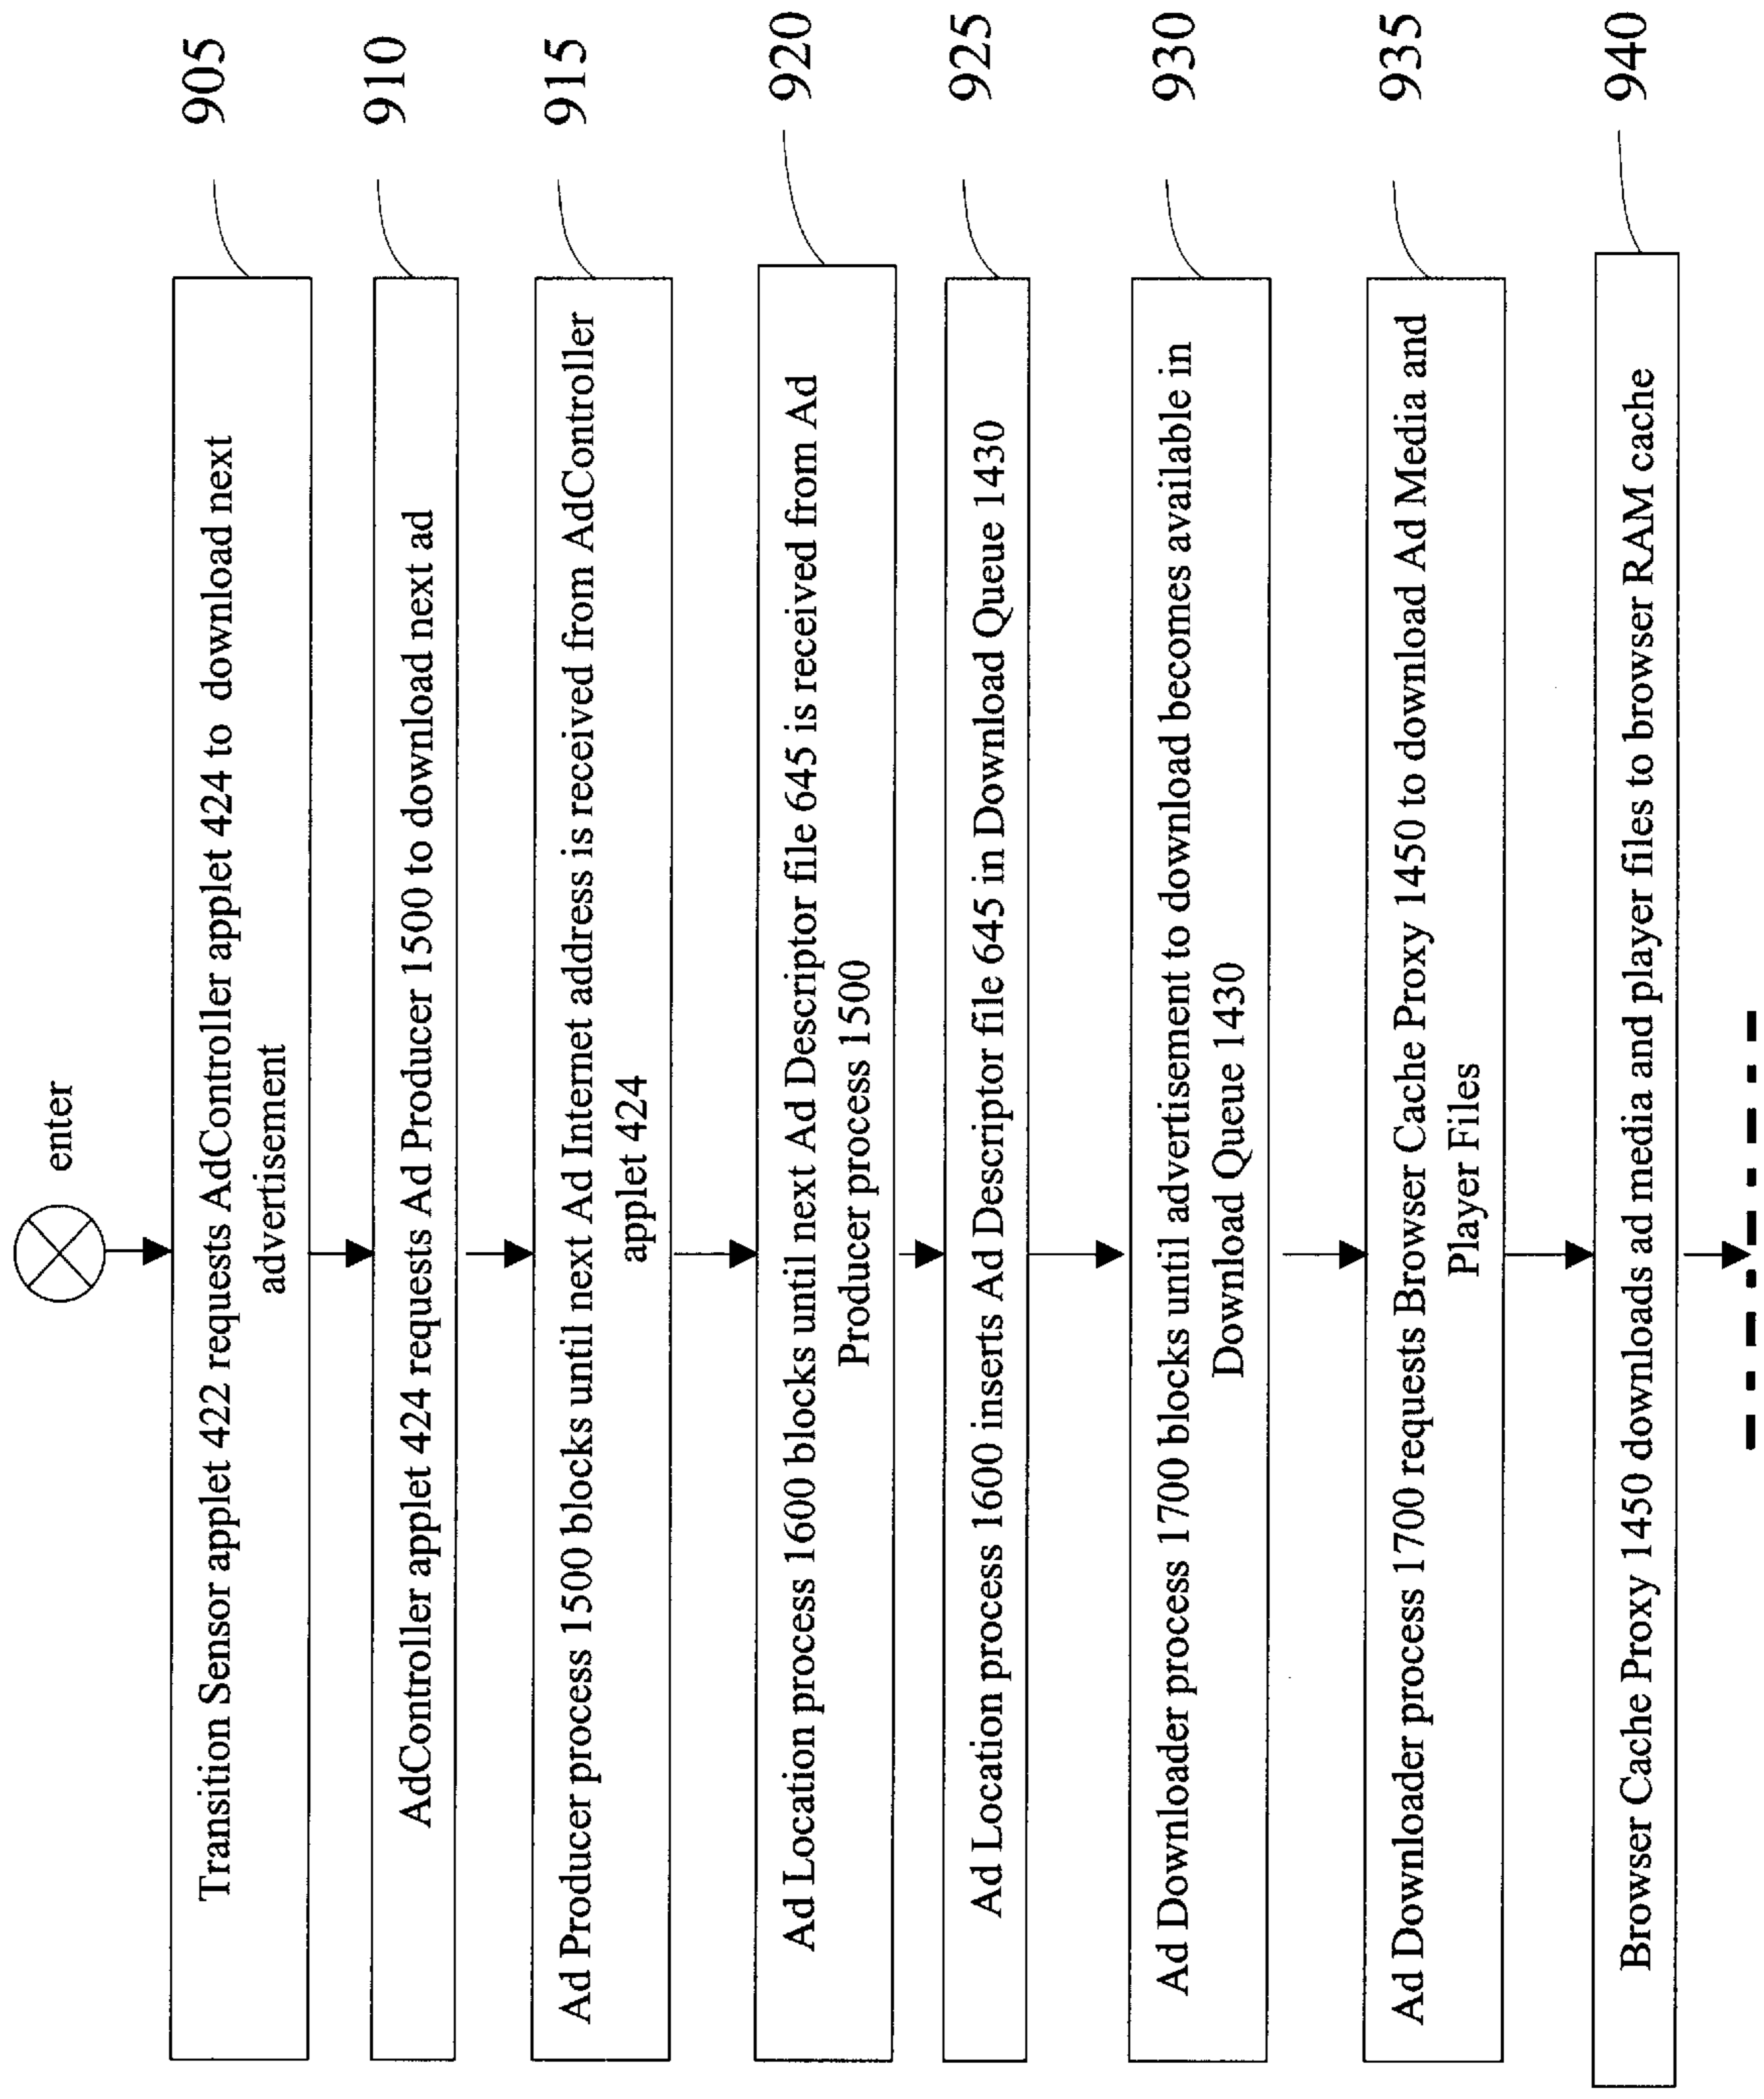 enter
Transition Sensor applet 422 requests AdController applet 424 to download next
advertisement
905
AdController applet 424 requests Ad Producer 1500 to download next ad
910
Ad Producer process 1500 blocks until next Ad Internet address is received from AdController
applet 424
915
Ad Location process 1600 blocks until next Ad Descriptor file 645 is received from Ad
Producer process 1500
920
Ad Location process 1600 inserts Ad Descriptor file 645 in Download Queue 1430
925
Ad Downloader process 1700 blocks until advertisement to download becomes available in
Download Queue 1430
930
Ad Downloader process 1700 requests Browser Cache Proxy 1450 to download Ad Media and
Player Files
935
Browser Cache Proxy 1450 downloads ad media and player files to browser RAM cache
940